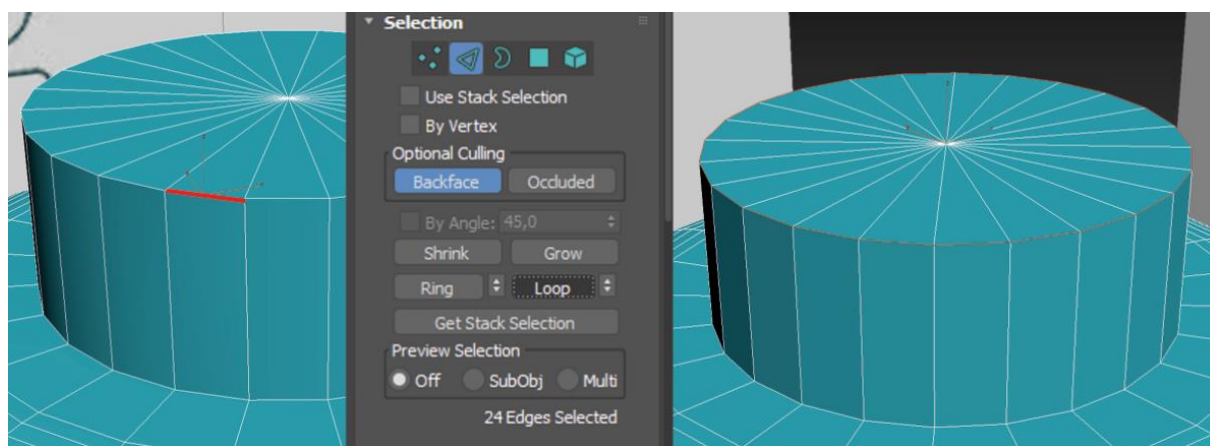 Selection
Use Stack Selection
By Vertex
Optional Culling
Backface Occluded
By Angle: 45,0
Shrink Grow
Ring Loop
Get Stack Selection
Preview Selection
Off SubObj Multi
24 Edges Selected